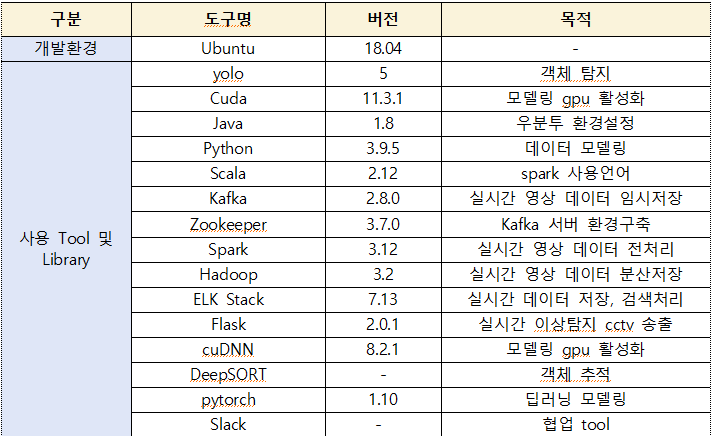 구분 도구명 버전 목적
개발환경 Ubuntu 18.04 -
사용 Tool 및 Library
yolo 5 객체 탐지
Cuda 11.3.1 모델링 gpu 활성화
Java 1.8 우분투 환경설정
Python 3.9.5 데이터 모델링
Scala 2.12 spark 사용언어
Kafka 2.8.0 실시간 영상 데이터 임시저장
Zookeeper 3.7.0 Kafka 서버 환경구축
Spark 3.12 실시간 영상 데이터 전처리
Hadoop 3.2 실시간 영상 데이터 분산저장
ELK Stack 7.13 실시간 데이터 저장, 검색처리
Flask 2.0.1 실시간 이상탐지 cctv 송출
cuDNN 8.2.1 모델링 gpu 활성화
DeepSORT - 객체 추적
pytorch 1.10 딥러닝 모델링
Slack - 협업 tool